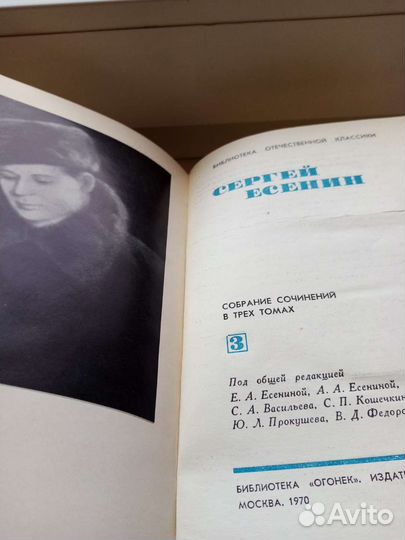 БИБЛИОТЕКА ОТЕЧЕСТВЕННОЙ КЛАССИКИ
СЕРГЕЙ
ЕСЕНИН
СОБРАНИЕ СОЧИНЕНИЙ
В ТРЕХ ТОМАХ
3
Под общей редакцией
Е. А. Есениной, А. А. Есениной,
С. А. Васильева, С. П. Кошечкин
Ю. Л. Прокушева, В. Д. Федоро
БИБЛИОТЕКА «ОГОНЕК». ИЗДАТ
МОСКВА. 1970
Avito